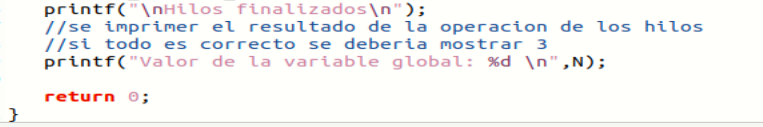 printf("\nHilos finalizados\n");
//se imprimer el resultado de la operacion de los hilos
//si todo es correcto se deberia mostrar 3
printf("Valor de la variable global: %d \n",N);
return 0;
}